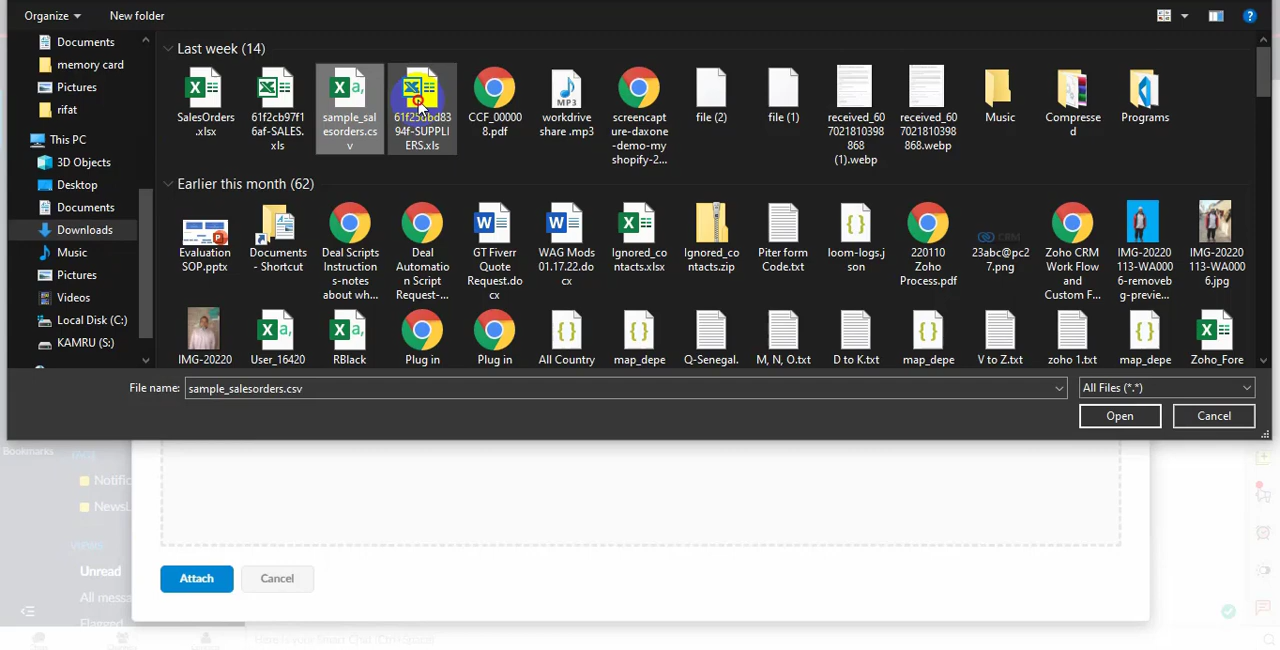 Organize
New folder
Documents
memory card
Pictures
rifat
This PC
3D Objects
Desktop
Documents
Downloads
Music
Pictures
Videos
Local Disk (C:)
KAMRU (S:)
Last week (14)
SalesOrders
.xlsx
61f2cb97f1
6af-SALES.
xls
sample_sal
esorders.cs
v
94f-SUPPLI
ERS.xls
CCF_00000
8.pdf
MP3
workdrive
share .mp3
screencapt
ure-daxone
-demo-my
shopify-2...
file (2)
file (1)
received_60
7021810398
868
(1).webp
received_60
7021810398
868.webp
Music
Compresse
d
Programs
Earlier this month (62)
Evaluation
SOP.pptx
Documents
- Shortcut
Deal Scripts
Instruction
s-notes
about wh...
Deal
Automatio
n Script
Request-...
GT Fiverr
Quote
Request.do
cx
WAG Mods
01.17.22.do
cx
Ignored_co
ntacts.xlsx
Ignored_co
ntacts.zip
Piter form
Code.txt
loom-logs.j
son
220110
Zoho
Process.pdf
CRM
23abc@pc2
7.png
Zoho CRM
Work Flow
and
Custom F...
IMG-20220
113-WA000
6-removeb
g-previe...
IMG-20220
113-WA000
6.jpg
IMG-20220
User_16420
RBlack
Plug in
Plug in
All Country
map_depe
Q-Senegal.
M, N, O.txt
D to K.txt
map_depe
V to Z.txt
zoho 1.txt
map_depe
Zoho_Fore
File name:
sample_salesorders.csv
All Files (*.*)
Open
Cancel
Bookmarks
Notific
NewsL
VIEWS
Unread
All messa
Flagged
Attach
Cancel